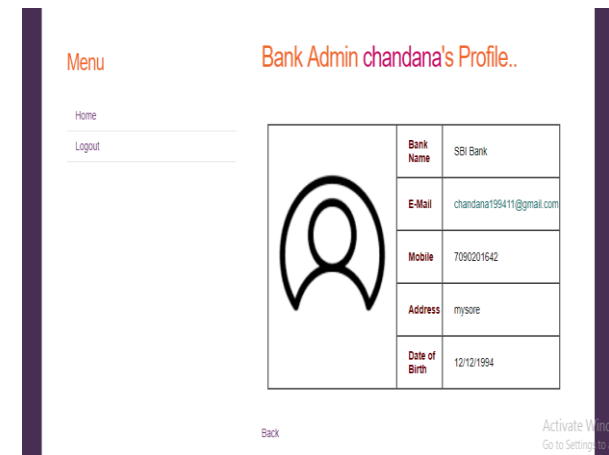 Menu
Home
Logout
Bank Admin chandana's Profile..
Bank
Name
SBI Bank
E-Mail
chandana199411@gmail.com
Mobile
7090201642
Address
mysore
Date of
Birth
12/12/1994
Back
Activate
Go to Settings to